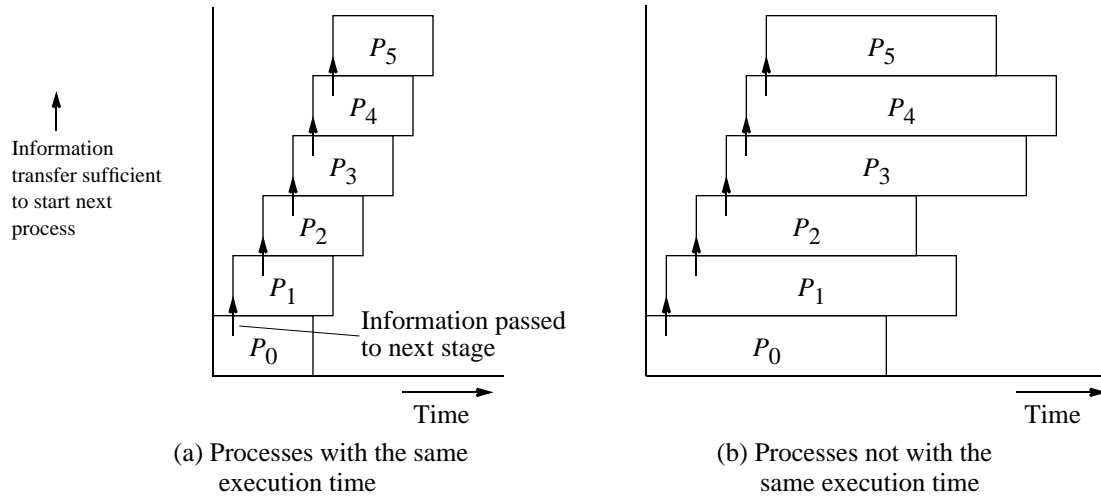 P5
P4
P3
P2
P1
P0
Information
transfer sufficient
to start next
process
Information passed
to next stage
Time
(a) Processes with the same
execution time
P5
P4
P3
P2
P1
P0
Time
(b) Processes not with the
same execution time